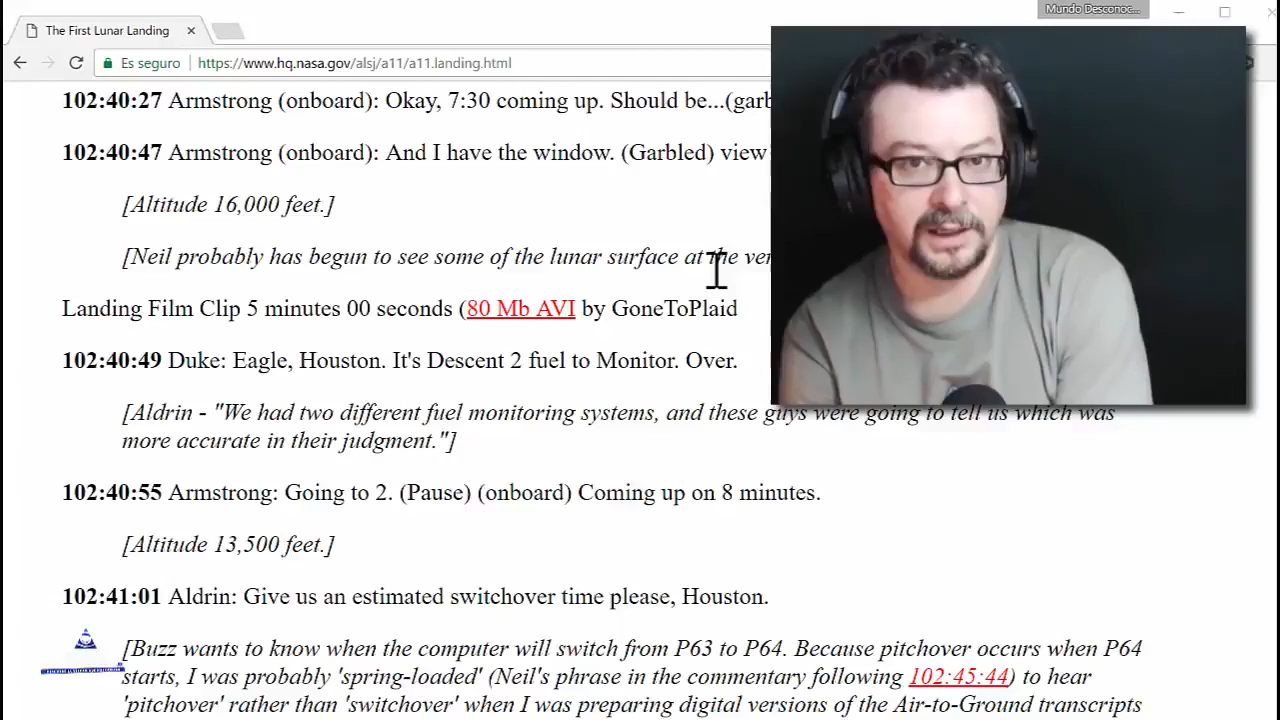 Mundo Desconoc...
The First Lunar Landing
Es seguro https://www.hq.nasa.gov/alsj/a11/a11.landing.html
102:40:27 Armstrong (onboard): Okay, 7:30 coming up. Should be...(garb
102:40:47 Armstrong (onboard): And I have the window. (Garbled) view
[Altitude 16,000 feet.]
[Neil probably has begun to see some of the lunar surface at the ver
Landing Film Clip 5 minutes 00 seconds (80 Mb AVI by GoneToPlaid
102:40:49 Duke: Eagle, Houston. It's Descent 2 fuel to Monitor. Over.
[Aldrin - "We had two different fuel monitoring systems, and these guys were going to tell us which was
more accurate in their judgment."]
102:40:55 Armstrong: Going to 2. (Pause) (onboard) Coming up on 8 minutes.
[Altitude 13,500 feet.]
102:41:01 Aldrin: Give us an estimated switchover time please, Houston.
[Buzz wants to know when the computer will switch from P63 to P64. Because pitchover occurs when P64
starts, I was probably 'spring-loaded' (Neil's phrase in the commentary following 102:45:44) to hear
'pitchover' rather than 'switchover' when I was preparing digital versions of the Air-to-Ground transcripts